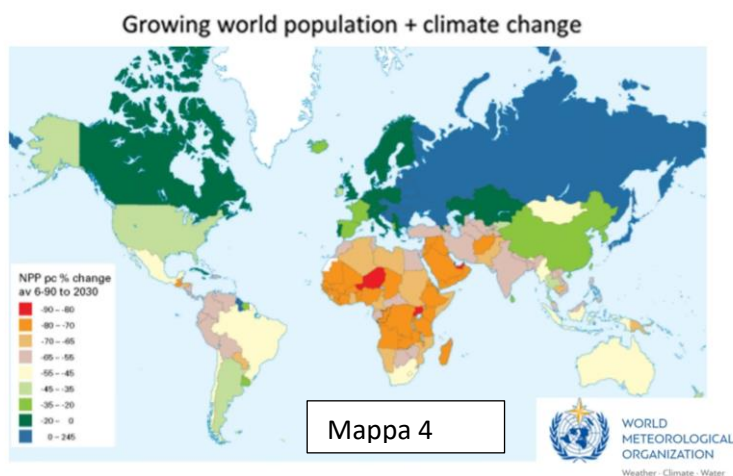 Growing world population + climate change
NPP pc % change
av 6-90 to 2030
-90 – -80
-80 – -70
-70 – -65
-65 – -55
-55 – -45
-45 – -35
-35 – -20
-20 – 0
0 – 245
Mappa 4
WORLD
METEOROLOGICAL
ORGANIZATION
Weather · Climate · Water